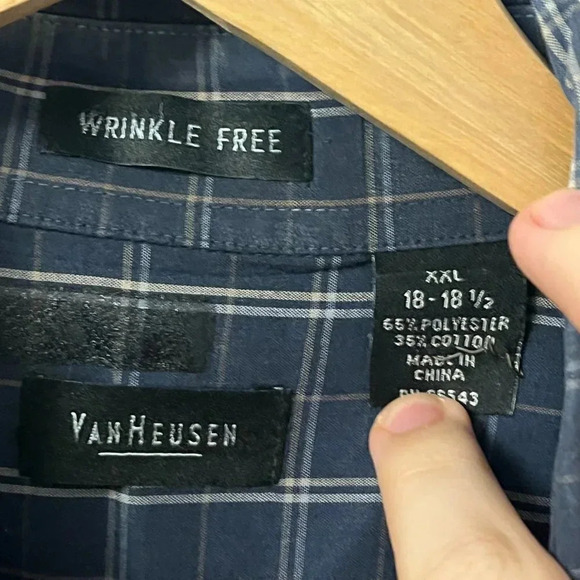 WRINKLE FREE
XXL
18-18 1/2
65% POLYESTER
35% COTTON
MADE IN
CHINA
VANHEUSEN